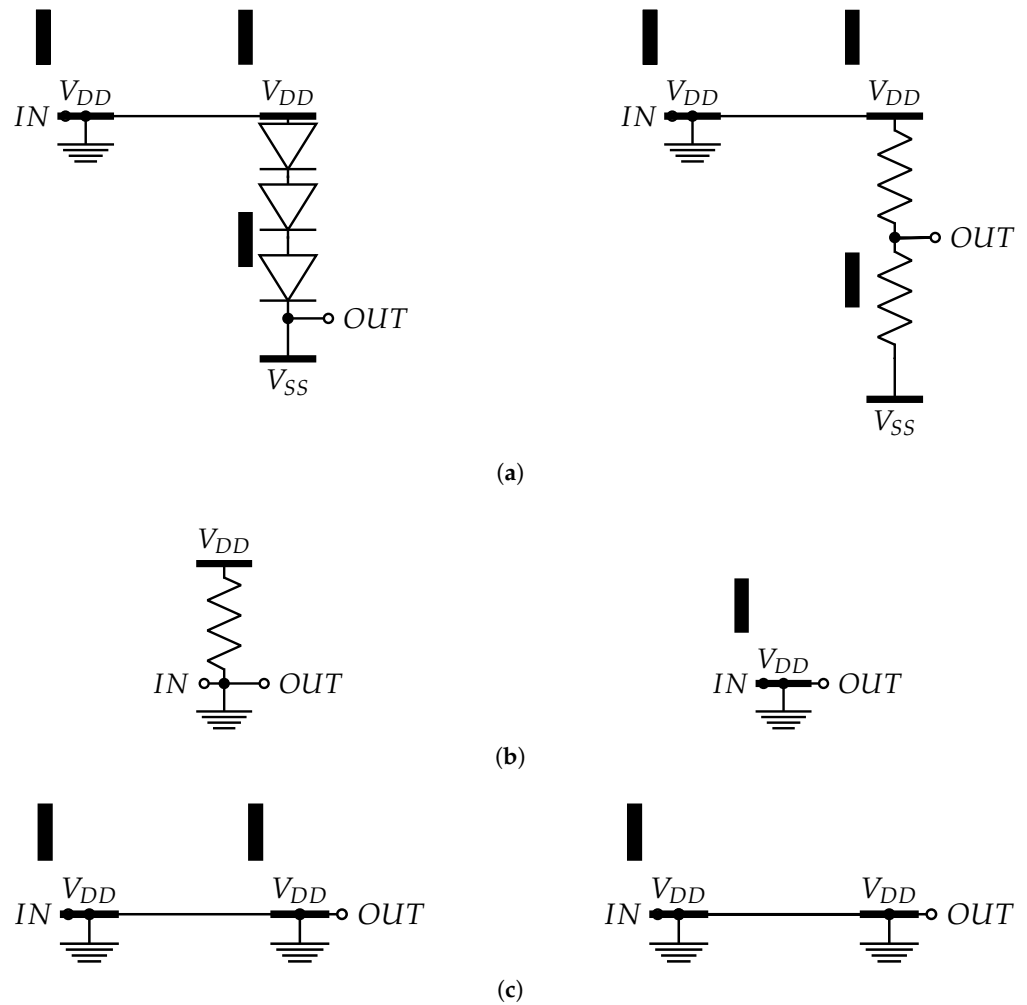 V_DD V_DD V_DD V_DD
IN IN
OUT
OUT
V_SS
V_SS
(a)
V_DD
V_DD
IN OUT IN OUT
(b)
V_DD V_DD V_DD V_DD
IN OUT IN OUT
(c)